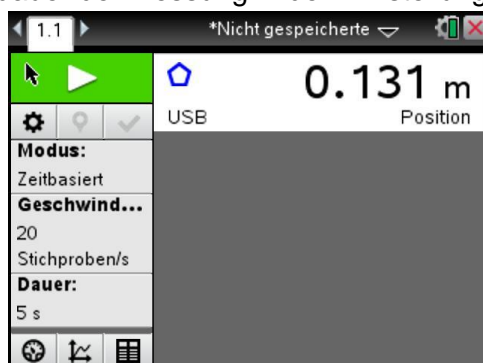 1.1
*Nicht gespeicherte
0.131 m
USB
Position
Modus:
Zeitbasiert
Geschwind...
20
Stichproben/s
Dauer:
5 s